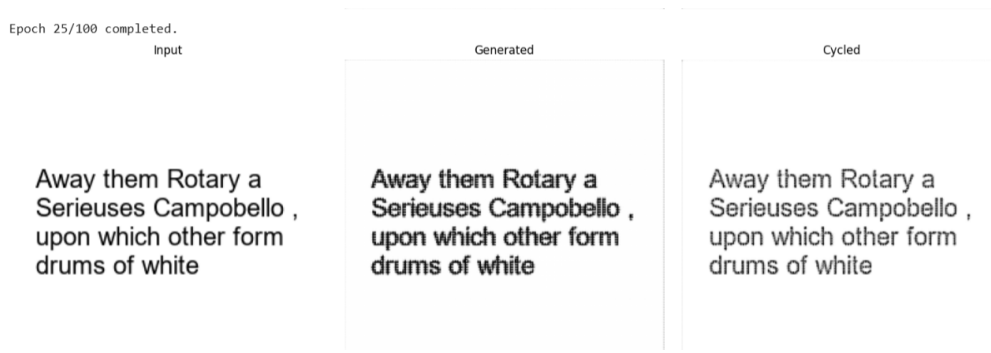 Epoch 25/100 completed.
Input
Generated
Cycled
Away them Rotary a
Serieuses Campobello ,
upon which other form
drums of white
Away them Rotary a
Serieuses Campobello ,
upon which other form
drums of white
Away them Rotary a
Serieuses Campobello ,
upon which other form
drums of white